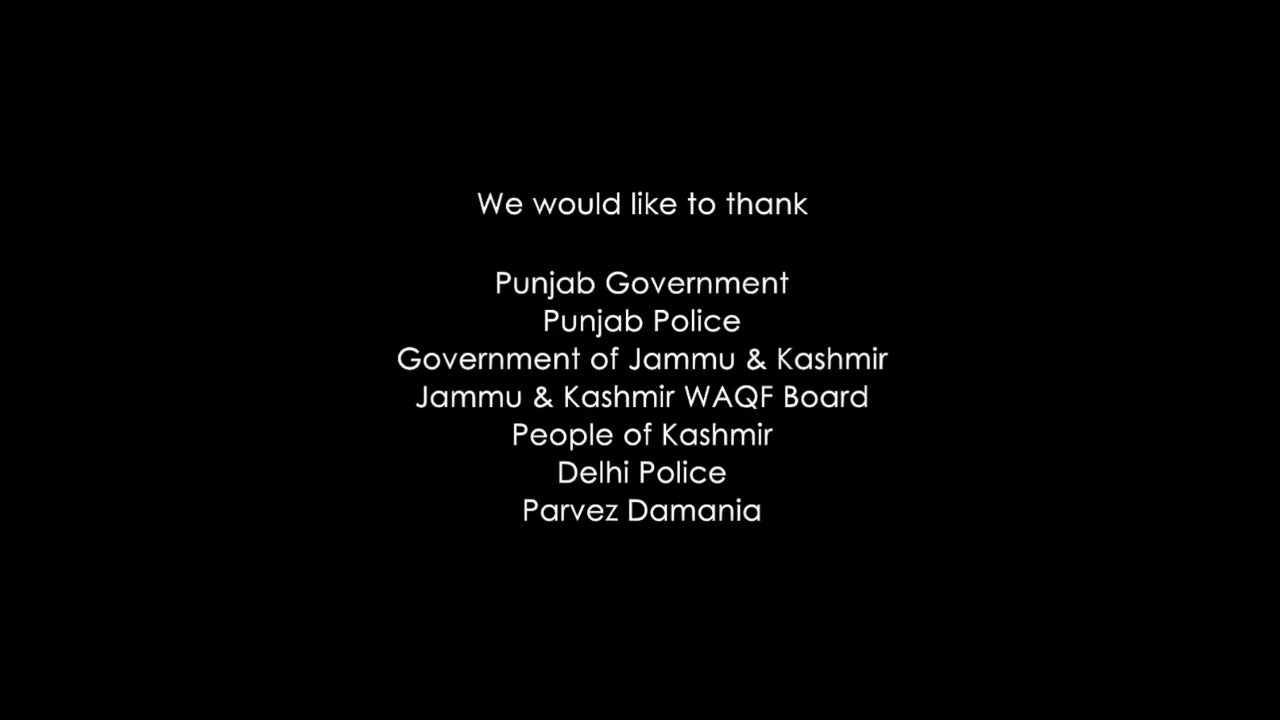 We would like to thank
Punjab Government
Punjab Police
Government of Jammu & Kashmir
Jammu & Kashmir WAQF Board
People of Kashmir
Delhi Police
Parvez Damania